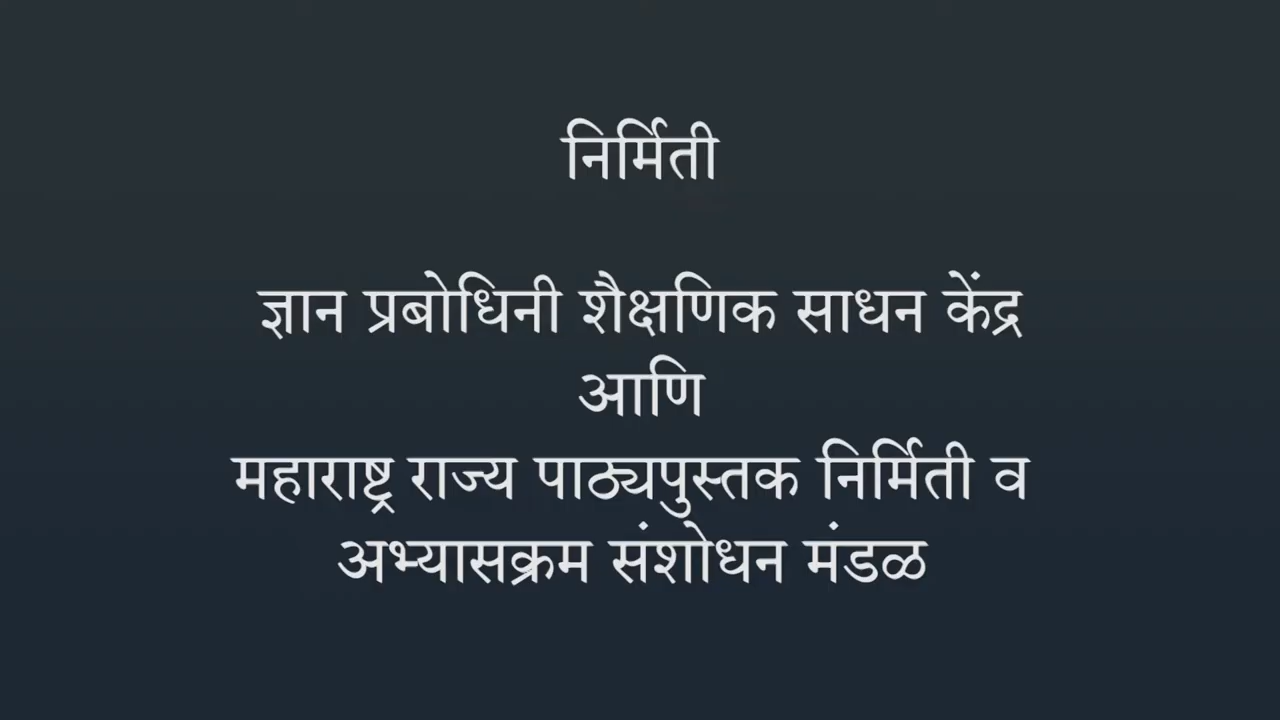 निर्मिती
ज्ञान प्रबोधिनी शैक्षणिक साधन केंद्र
आणि
महाराष्ट्र राज्य पाठ्यपुस्तक निर्मिती व
अभ्यासक्रम संशोधन मंडळ